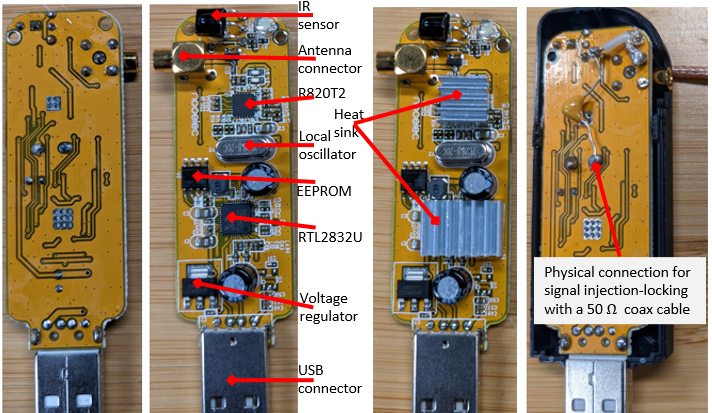 IR
sensor
Antenna
connector
R820T2
Local
oscillator
EEPROM
RTL2832U
Voltage
regulator
USB
connector
Heat
sink
Physical connection for
signal injection-locking
with a 50 Ω coax cable